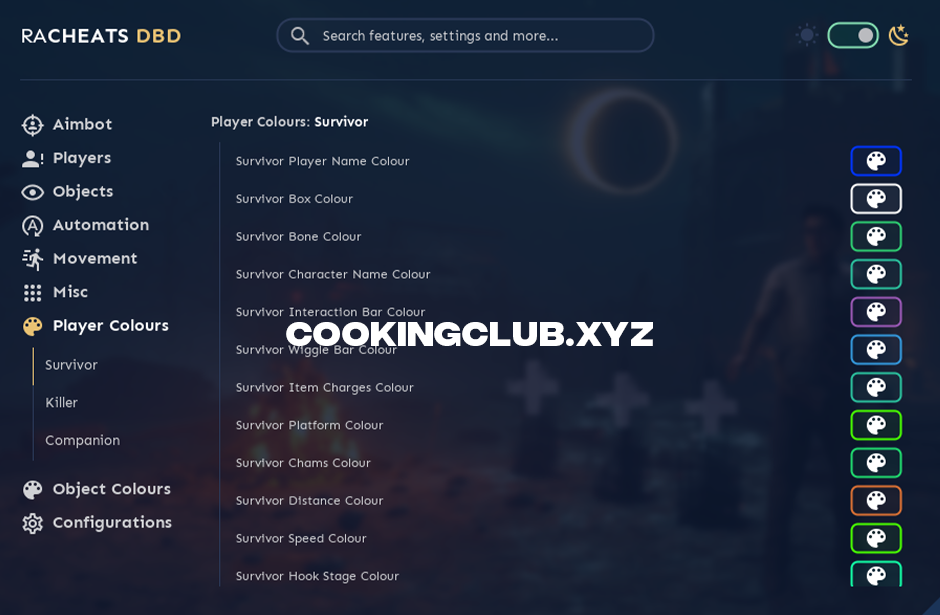 RACHEATS DBD
Search features, settings and more...
Aimbot
Players
Objects
Automation
Movement
Misc
Player Colours
Survivor
Killer
Companion
Object Colours
Configurations
Player Colours: Survivor
Survivor Player Name Colour
Survivor Box Colour
Survivor Bone Colour
Survivor Character Name Colour
Survivor Interaction Bar Colour
COOKINGCLUB.XYZ
Survivor Wiggle Bar Colour
Survivor Item Charges Colour
Survivor Platform Colour
Survivor Chams Colour
Survivor Distance Colour
Survivor Speed Colour
Survivor Hook Stage Colour